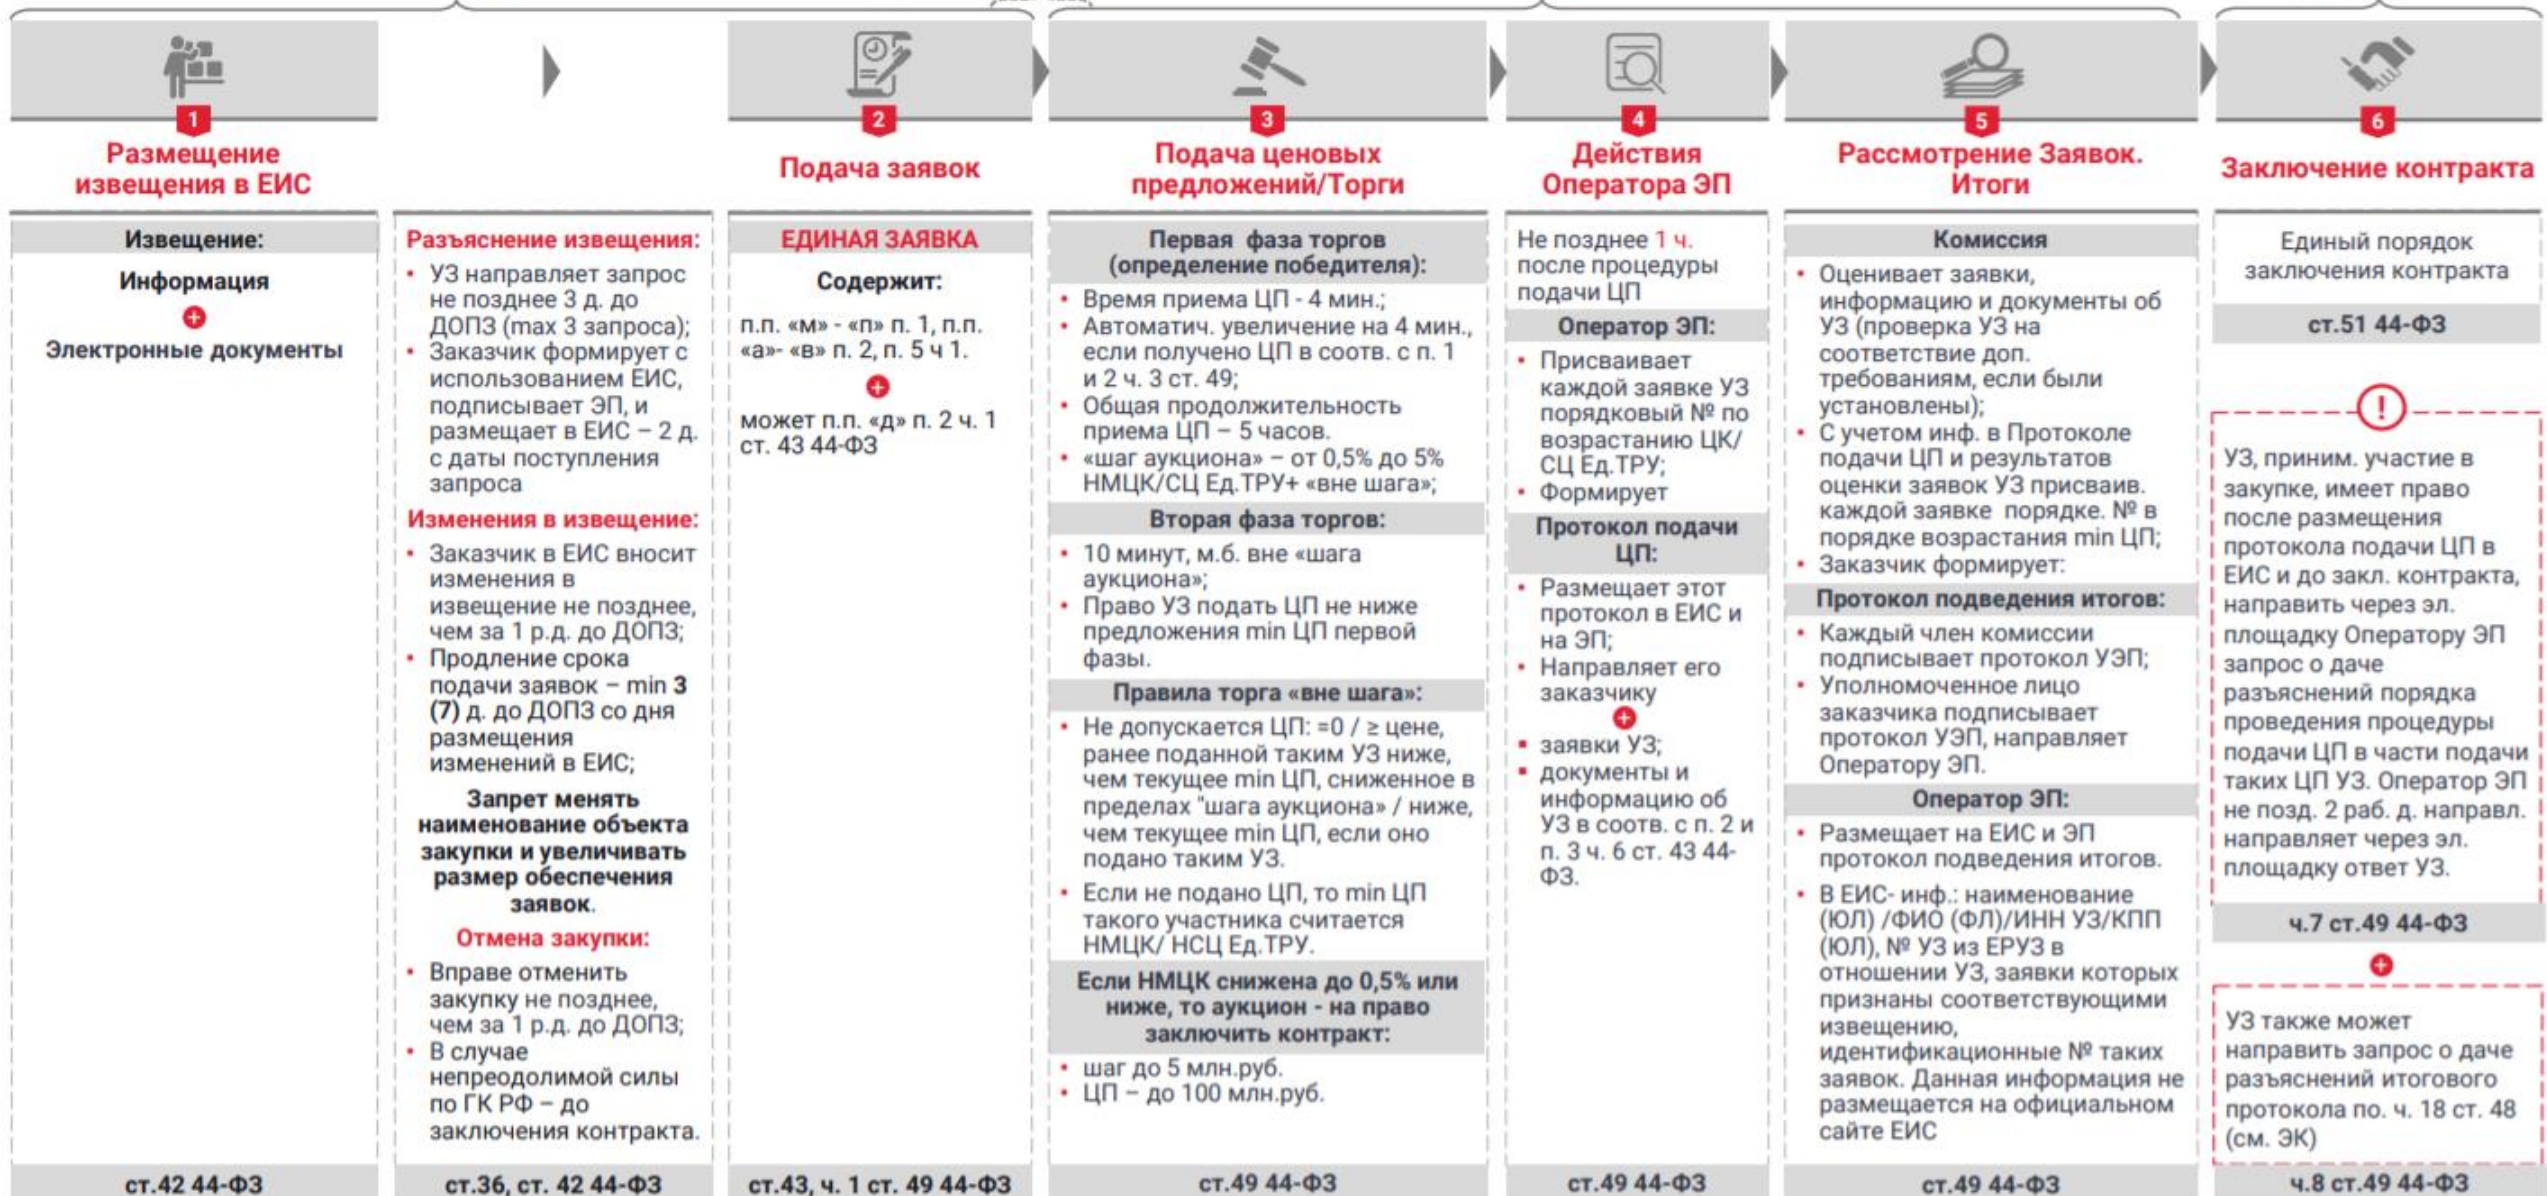 1
Размещение
извещения в ЕИС
Извещение:
Информация
+
Электронные документы
ст.42 44-ФЗ
Разъяснение извещения:
• УЗ направляет запрос
не позднее 3 д. до
ДОПЗ (max 3 запроса);
• Заказчик формирует с
использованием ЕИС,
подписывает ЭП, и
размещает в ЕИС – 2 д.
с даты поступления
запроса
Изменения в извещение:
• Заказчик в ЕИС вносит
изменения в
извещение не позднее,
чем за 1 р.д. до ДОПЗ;
• Продление срока
подачи заявок – min 3
(7) д. до ДОПЗ со дня
размещения
изменений в ЕИС;
Запрет менять
наименование объекта
закупки и увеличивать
размер обеспечения
заявок.
Отмена закупки:
• Вправе отменить
закупку не позднее,
чем за 1 р.д. до ДОПЗ;
• В случае
непреодолимой силы
по ГК РФ – до
заключения контракта.
ст.36, ст. 42 44-ФЗ
2
Подача заявок
ЕДИНАЯ ЗАЯВКА
Содержит:
п.п. «м» - «п» п. 1, п.п.
«а»- «в» п. 2, п. 5 ч 1.
+
может п.п. «д» п. 2 ч. 1
ст. 43 44-ФЗ
ст.43, ч. 1 ст. 49 44-ФЗ
3
Подача ценовых
предложений/Торги
Первая фаза торгов
(определение победителя):
• Время приема ЦП - 4 мин.;
• Автоматич. увеличение на 4 мин.,
если получено ЦП в соотв. с п. 1
и 2 ч. 3 ст. 49;
• Общая продолжительность
приема ЦП – 5 часов.
• «шаг аукциона» – от 0,5% до 5%
НМЦК/СЦ Ед.ТРУ+ «вне шага»;
Вторая фаза торгов:
• 10 минут, м.б. вне «шага
аукциона»;
• Право УЗ подать ЦП не ниже
предложения min ЦП первой
фазы.
Правила торга «вне шага»:
• Не допускается ЦП: =0 / ≥ цене,
ранее поданной таким УЗ ниже,
чем текущее min ЦП, сниженное в
пределах "шага аукциона» / ниже,
чем текущее min ЦП, если оно
подано таким УЗ.
• Если не подано ЦП, то min ЦП
такого участника считается
НМЦК/ НСЦ Ед.ТРУ.
Если НМЦК снижена до 0,5% или
ниже, то аукцион - на право
заключить контракт:
• шаг до 5 млн.руб.
• ЦП – до 100 млн.руб.
ст.49 44-ФЗ
4
Действия
Оператора ЭП
Не позднее 1 ч.
после процедуры
подачи ЦП
Оператор ЭП:
• Присваивает
каждой заявке УЗ
порядковый № по
возрастанию ЦК/
СЦ Ед.ТРУ;
• Формирует
Протокол подачи
ЦП:
• Размещает этот
протокол в ЕИС и
на ЭП;
• Направляет его
заказчику
+
▪ заявки УЗ;
▪ документы и
информацию об
УЗ в соотв. с п. 2 и
п. 3 ч. 6 ст. 43 44-
ФЗ.
ст.49 44-ФЗ
5
Рассмотрение Заявок.
Итоги
Комиссия
• Оценивает заявки,
информацию и документы об
УЗ (проверка УЗ на
соответствие доп.
требованиям, если были
установлены);
• С учетом инф. в Протоколе
подачи ЦП и результатов
оценки заявок УЗ присваив.
каждой заявке порядке. № в
порядке возрастания min ЦП;
• Заказчик формирует:
Протокол подведения итогов:
• Каждый член комиссии
подписывает протокол УЭП;
• Уполномоченное лицо
заказчика подписывает
протокол УЭП, направляет
Оператору ЭП.
Оператор ЭП:
• Размещает на ЕИС и ЭП
протокол подведения итогов.
• В ЕИС- инф.: наименование
(ЮЛ) /ФИО (ФЛ)/ИНН УЗ/КПП
(ЮЛ), № УЗ из ЕРУЗ в
отношении УЗ, заявки которых
признаны соответствующими
извещению,
идентификационные № таких
заявок. Данная информация не
размещается на официальном
сайте ЕИС
ст.49 44-ФЗ
6
Заключение контракта
Единый порядок
заключения контракта
ст.51 44-ФЗ
!
УЗ, приним. участие в
закупке, имеет право
после размещения
протокола подачи ЦП в
ЕИС и до закл. контракта,
направить через эл.
площадку Оператору ЭП
запрос о даче
разъяснений порядка
проведения процедуры
подачи ЦП в части подачи
таких ЦП УЗ. Оператор ЭП
не позд. 2 раб. д. направл.
направляет через эл.
площадку ответ УЗ.
ч.7 ст.49 44-ФЗ
+
УЗ также может
направить запрос о даче
разъяснений итогового
протокола по. ч. 18 ст. 48
(см. ЭК)
ч.8 ст.49 44-ФЗ